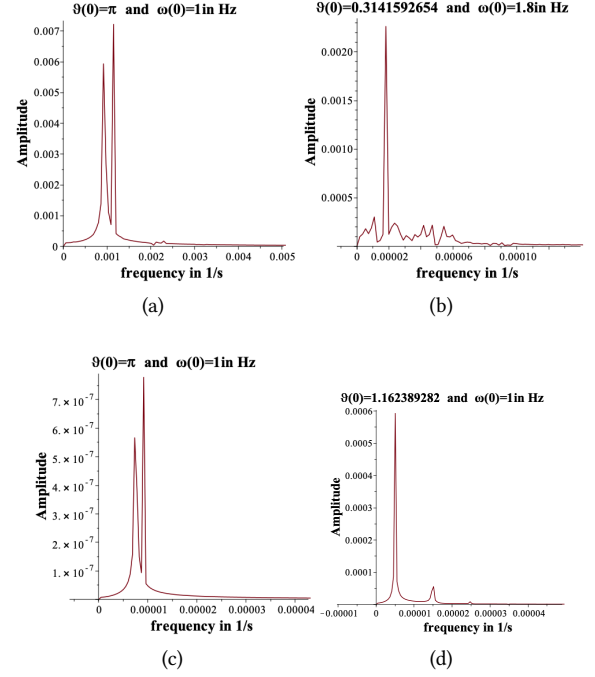 ϑ(0)=π and ω(0)=1in Hz
0.007
0.006
0.005
0.004
0.003
0.002
0.001
0
Amplitude
0 0.001 0.002 0.003 0.004 0.005
frequency in 1/s
(a)
ϑ(0)=0.3141592654 and ω(0)=1.8in Hz
0.0020
0.0015
0.0010
0.0005
Amplitude
0 0.00002 0.00006 0.00010
frequency in 1/s
(b)
ϑ(0)=π and ω(0)=1in Hz
7. × 10⁻⁷
6. × 10⁻⁷
5. × 10⁻⁷
4. × 10⁻⁷
3. × 10⁻⁷
2. × 10⁻⁷
1. × 10⁻⁷
Amplitude
0 0.00001 0.00002 0.00003 0.00004
frequency in 1/s
(c)
ϑ(0)=1.162389282 and ω(0)=1in Hz
0.0006
0.0005
0.0004
0.0003
0.0002
0.0001
Amplitude
−0.00001 0 0.00001 0.00002 0.00003 0.00004
frequency in 1/s
(d)